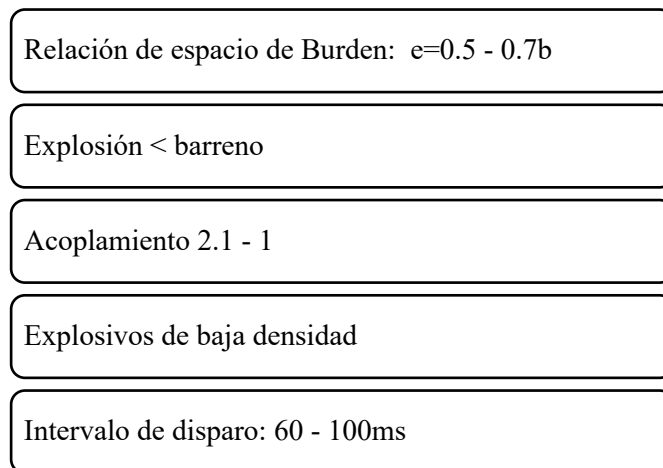 Relación de espacio de Burden:  e=0.5 - 0.7b
Explosión < barreno
Acoplamiento 2.1 - 1
Explosivos de baja densidad
Intervalo de disparo: 60 - 100ms